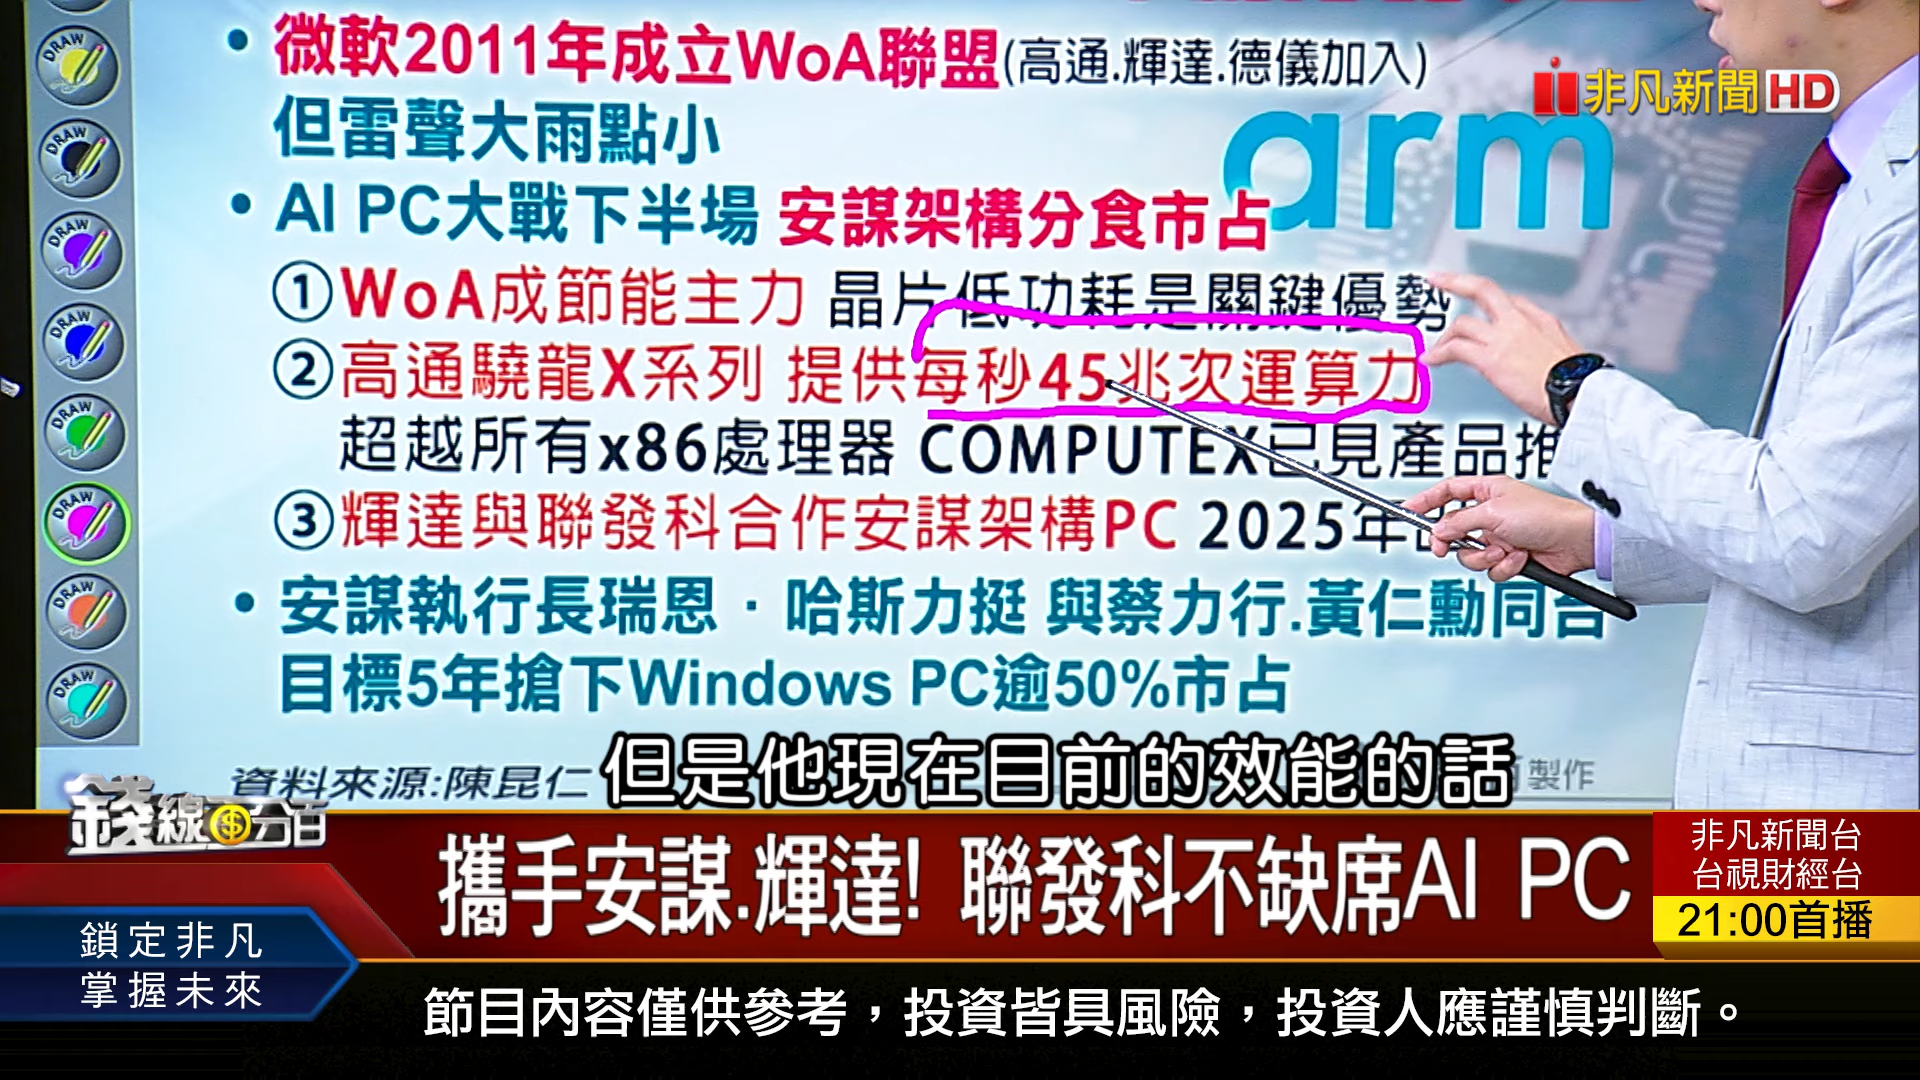 DRAW
DRAW
DRAW
DRAW
DRAW
DRAW
DRAW
DRAW
• 微軟2011年成立WoA聯盟(高通.輝達.德儀加入)
但雷聲大雨點小
非凡新聞HD
arm
• AI PC大戰下半場 安謀架構分食市占
①WoA成節能主力 晶片低功耗是關鍵優勢
②高通驍龍X系列 提供每秒45兆次運算力
超越所有x86處理器 COMPUTEX已見產品推
③輝達與聯發科合作安謀架構PC 2025年
• 安謀執行長瑞恩・哈斯力挺 與蔡力行.黃仁勳同台
目標5年搶下Windows PC逾50%市占
資料來源:陳昆仁
製作
但是他現在目前的效能的話
錢線百分百
攜手安謀.輝達! 聯發科不缺席AI PC
非凡新聞台
台視財經台
21:00首播
鎖定非凡
掌握未來
節目內容僅供參考，投資皆具風險，投資人應謹慎判斷。